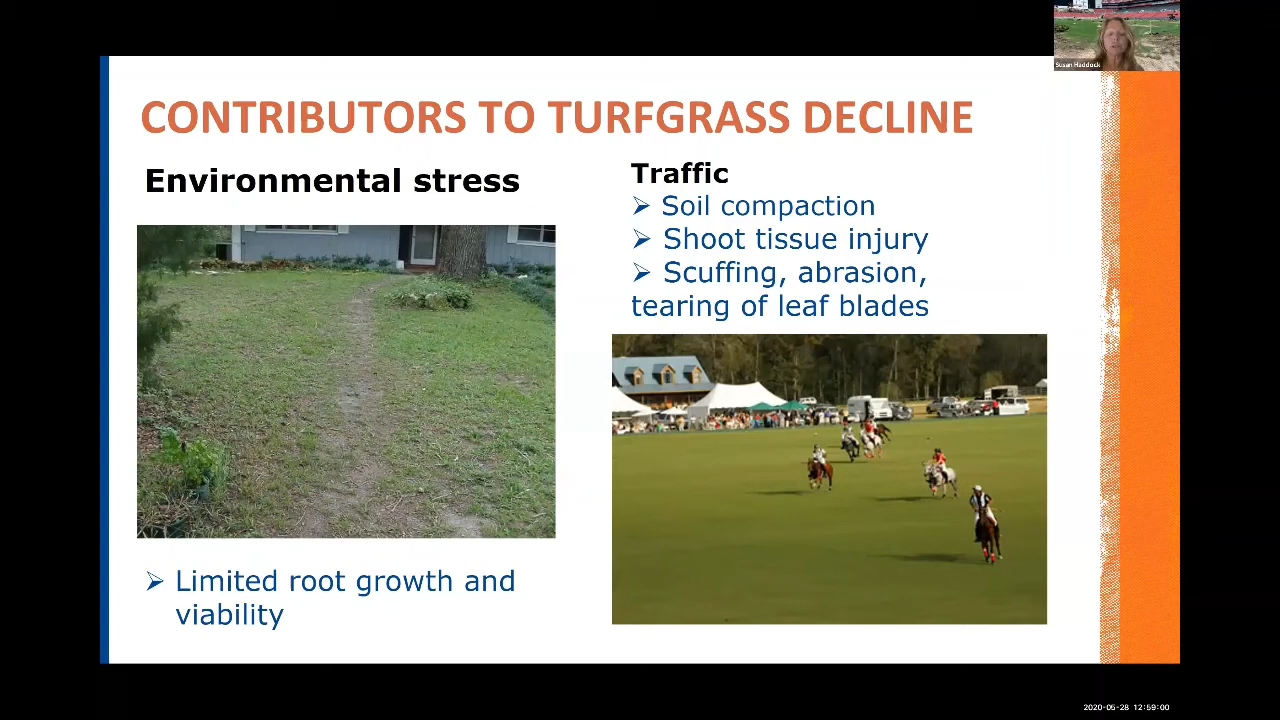 Susan Haddock
CONTRIBUTORS TO TURFGRASS DECLINE
Environmental stress
➢ Limited root growth and
viability
Traffic
➢ Soil compaction
➢ Shoot tissue injury
➢ Scuffing, abrasion,
tearing of leaf blades
2020-05-28 12:59:00